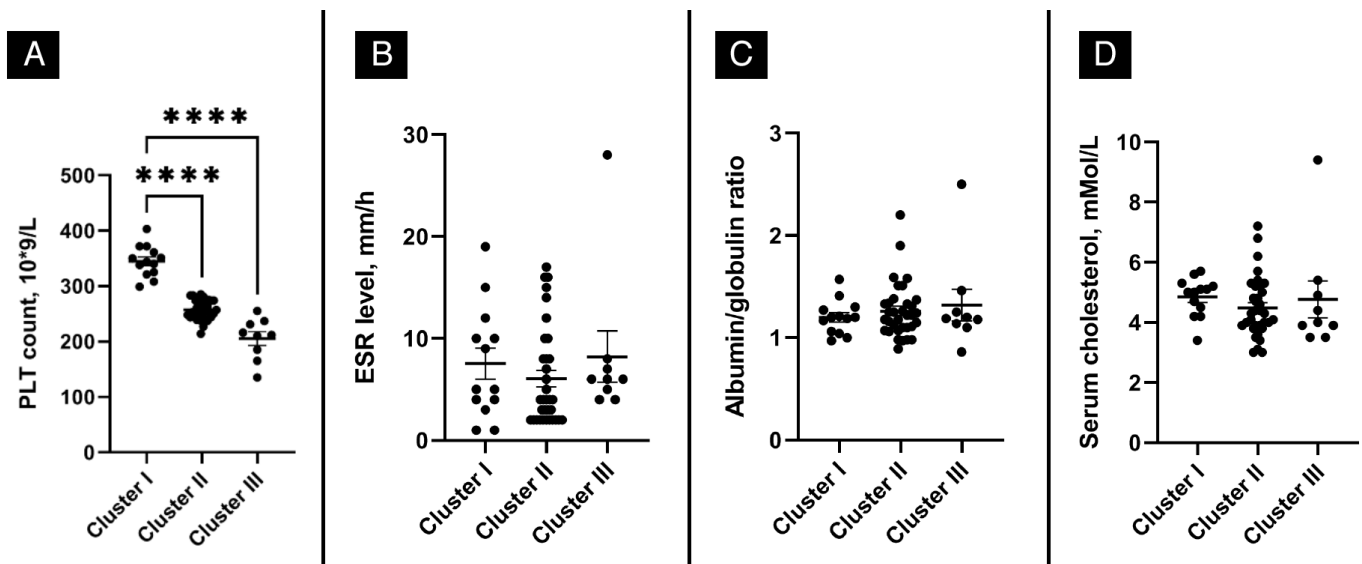 A
PLT count, 10*9/L
500
400
300
200
100
0
****
****
Cluster I
Cluster II
Cluster III
B
ESR level, mm/h
30
20
10
0
Cluster I
Cluster II
Cluster III
C
Albumin/globulin ratio
3
2
1
0
Cluster I
Cluster II
Cluster III
D
Serum cholesterol, mMol/L
10
8
6
4
2
0
Cluster I
Cluster II
Cluster III